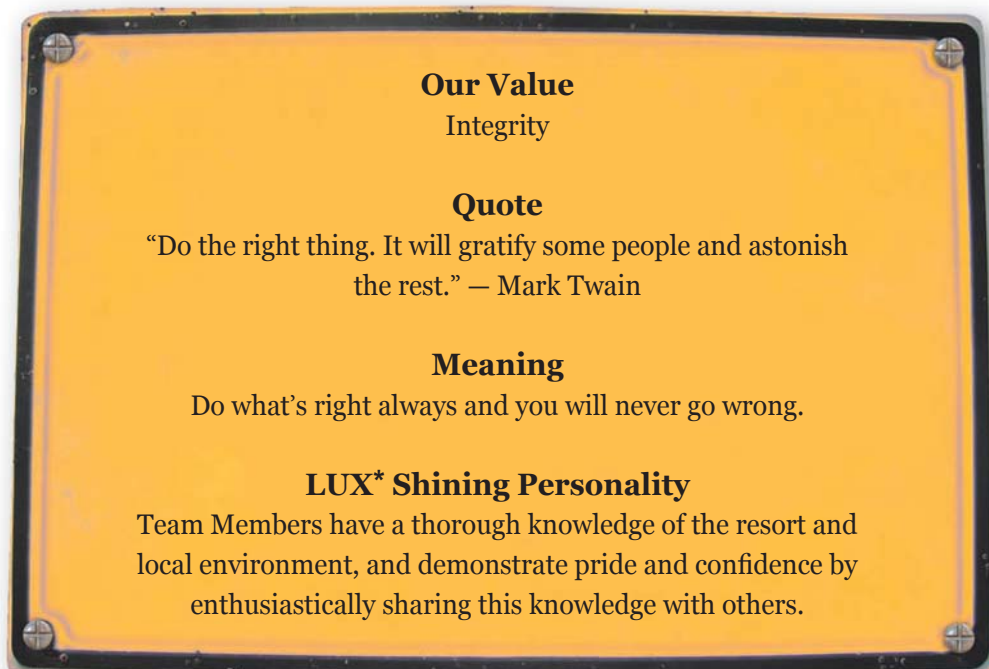 Our Value
Integrity
Quote
“Do the right thing. It will gratify some people and astonish
the rest.” — Mark Twain
Meaning
Do what’s right always and you will never go wrong.
LUX* Shining Personality
Team Members have a thorough knowledge of the resort and
local environment, and demonstrate pride and confidence by
enthusiastically sharing this knowledge with others.